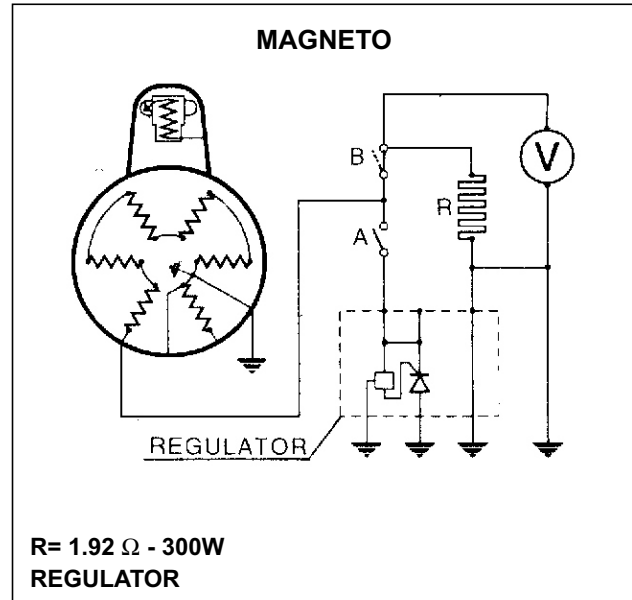 MAGNETO
B
V
R
A
REGULATOR
R= 1.92 Ω - 300W
REGULATOR